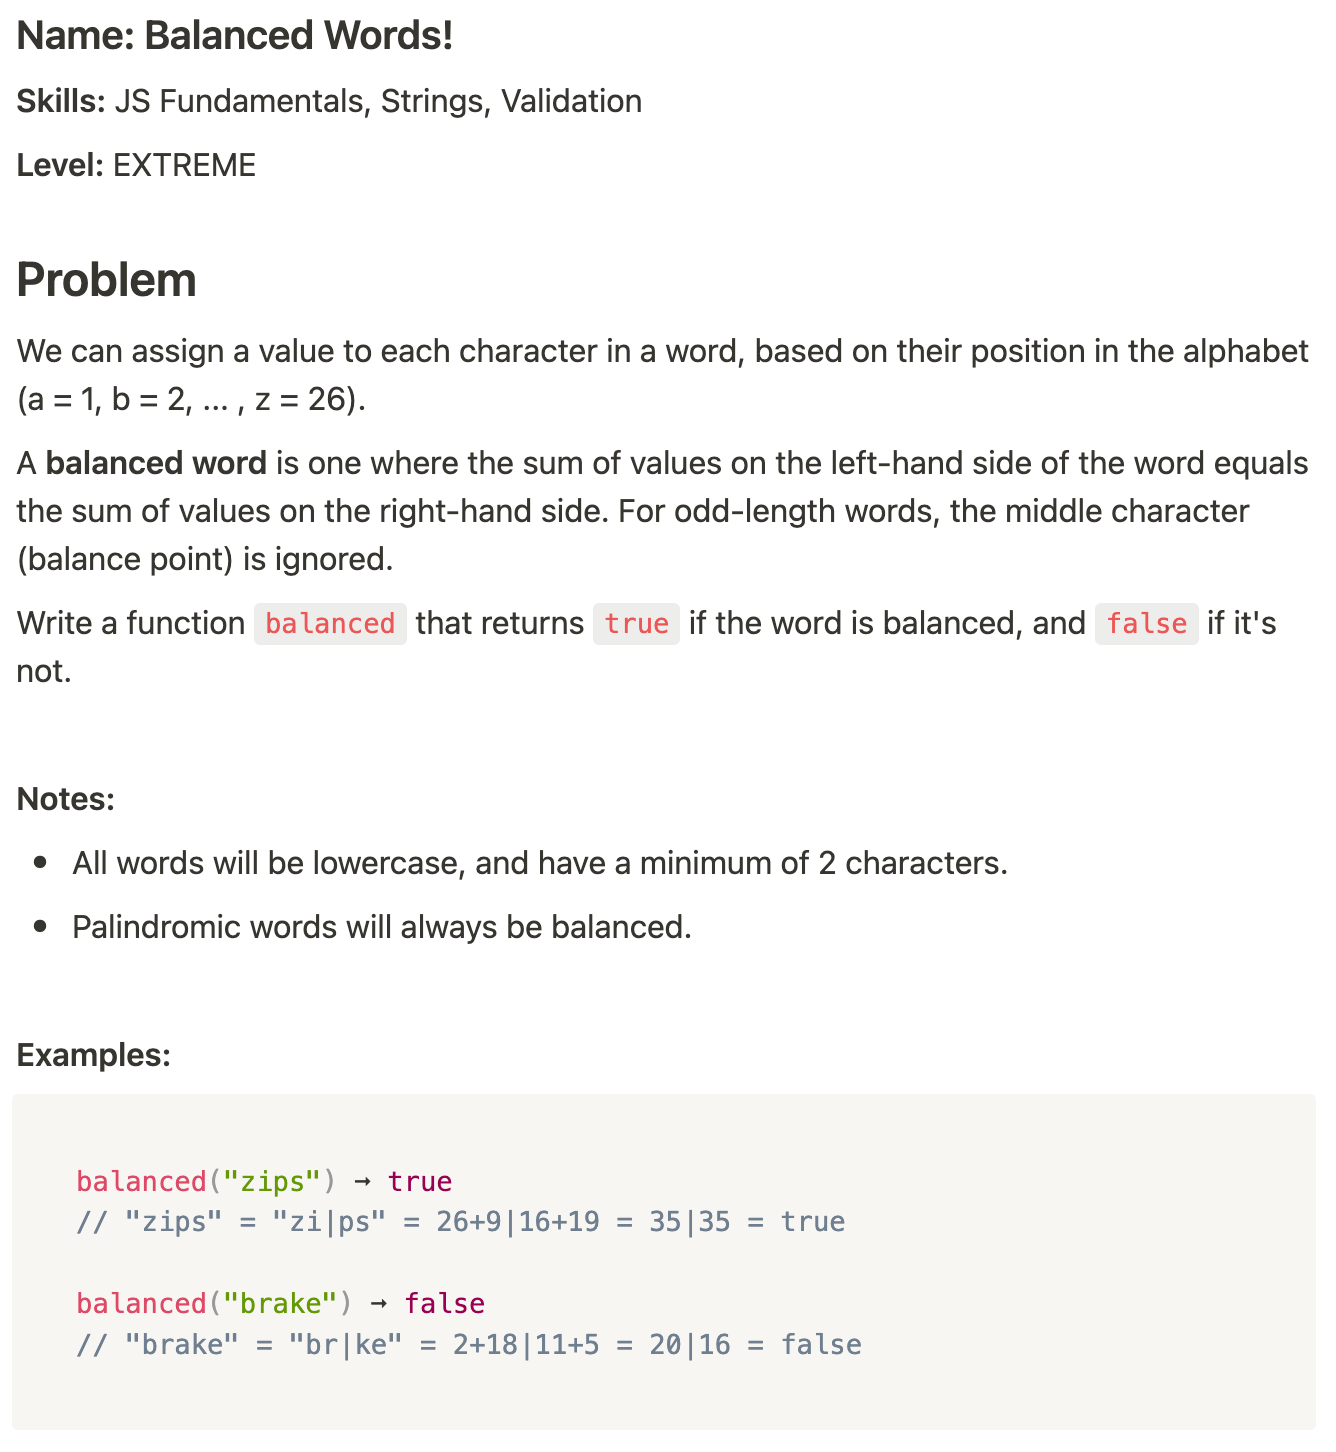 Name: Balanced Words!
Skills: JS Fundamentals, Strings, Validation
Level: EXTREME
Problem
We can assign a value to each character in a word, based on their position in the alphabet
(a = 1, b = 2, ... , z = 26).
A balanced word is one where the sum of values on the left-hand side of the word equals
the sum of values on the right-hand side. For odd-length words, the middle character
(balance point) is ignored.
Write a function balanced that returns true if the word is balanced, and false if it's
not.
Notes:
• All words will be lowercase, and have a minimum of 2 characters.
• Palindromic words will always be balanced.
Examples:
balanced("zips") → true
// "zips" = "zi|ps" = 26+9|16+19 = 35|35 = true
balanced("brake") → false
// "brake" = "br|ke" = 2+18|11+5 = 20|16 = false